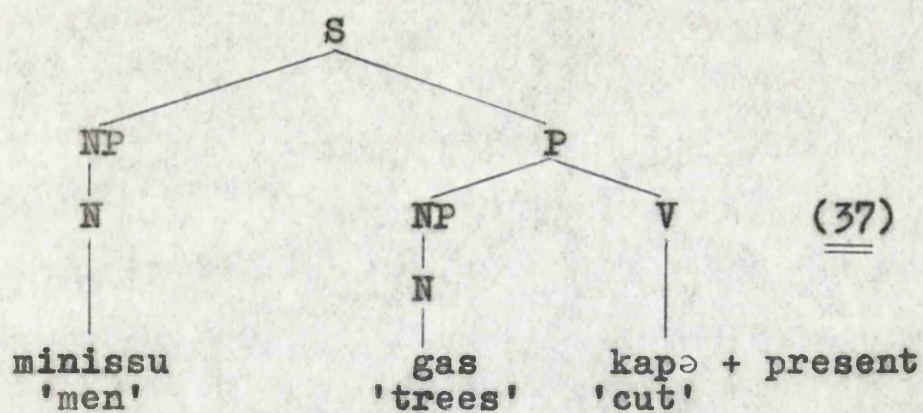 S
NP P
N NP V (37)
N
minissu gas kapə + present
'men' 'trees' 'cut'